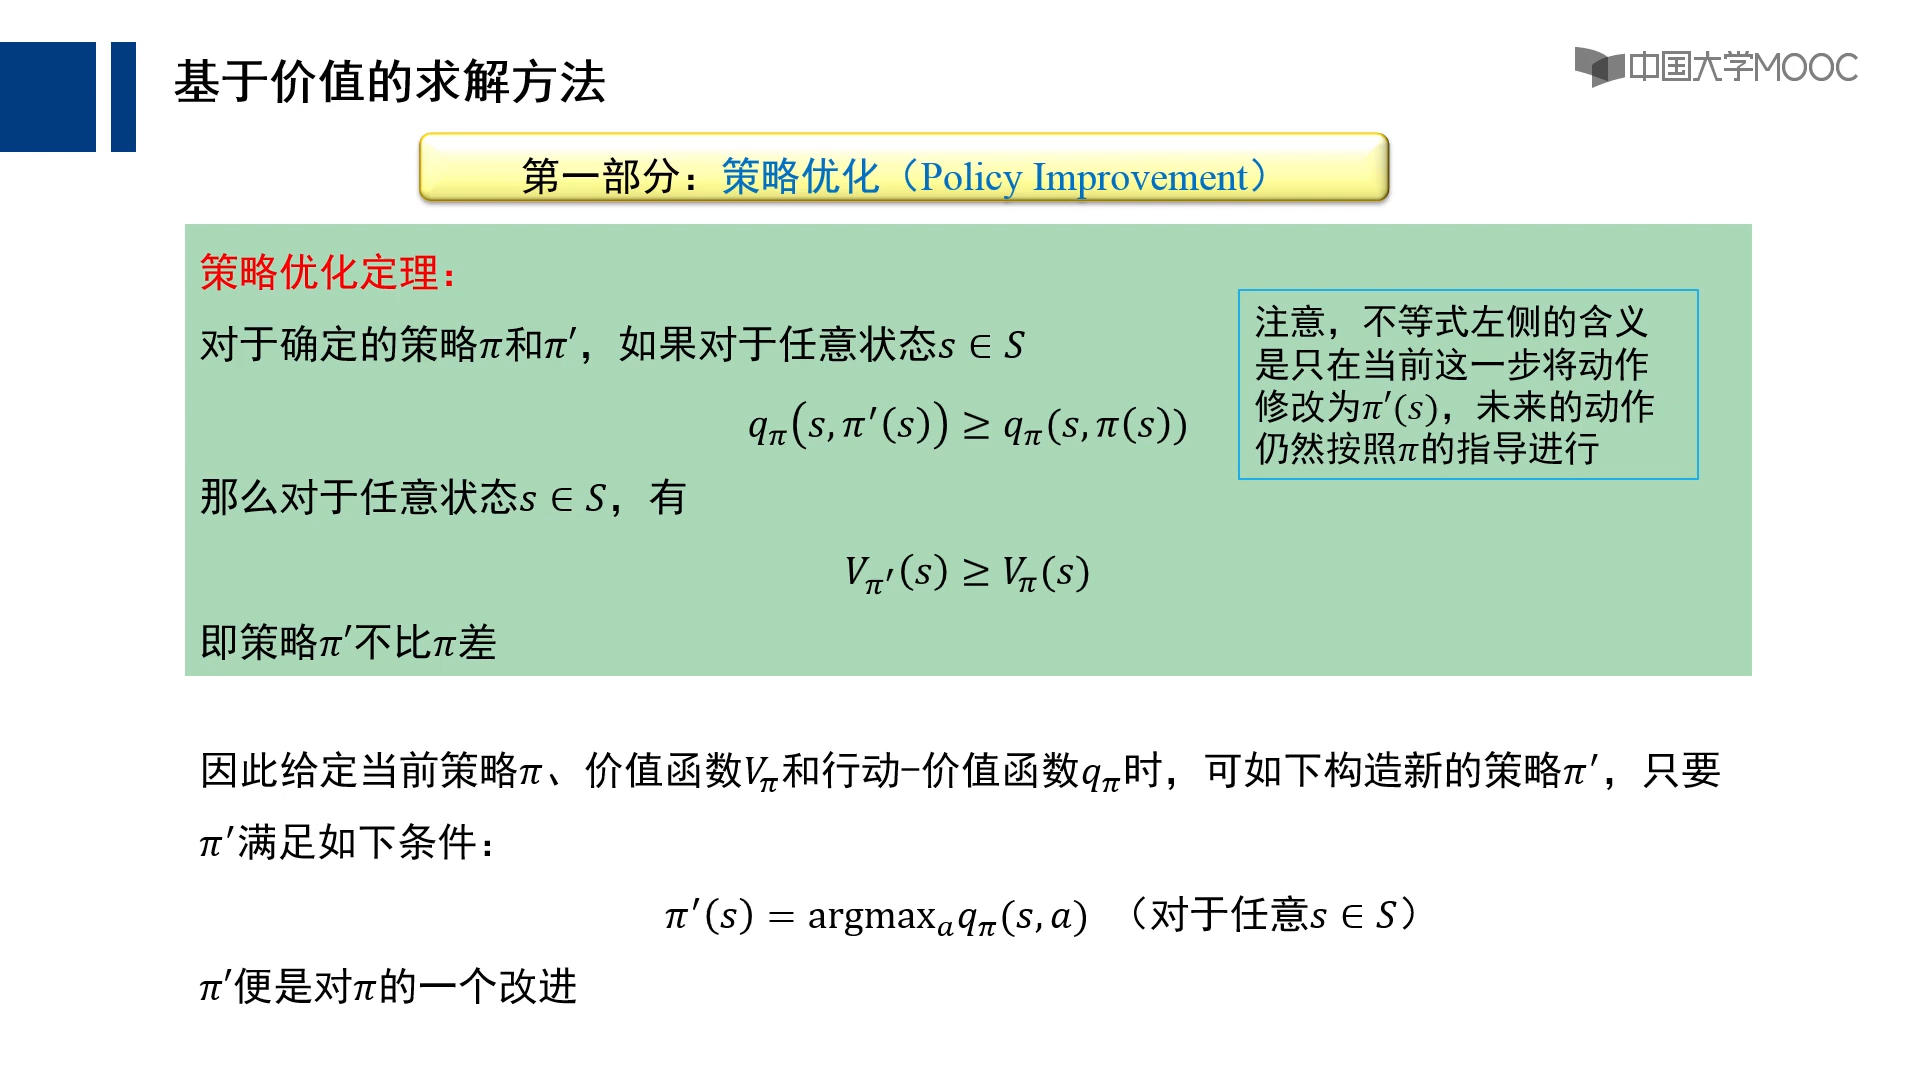 基于价值的求解方法
中国大学MOOC
第一部分：策略优化（Policy Improvement）
策略优化定理：
对于确定的策略π和π′，如果对于任意状态s ∈ S
qπ(s, π′(s)) ≥ qπ(s, π(s))
那么对于任意状态s ∈ S，有
Vπ′(s) ≥ Vπ(s)
即策略π′不比π差
注意，不等式左侧的含义
是只在当前这一步将动作
修改为π′(s)，未来的动作
仍然按照π的指导进行
因此给定当前策略π、价值函数Vπ和行动-价值函数qπ时，可如下构造新的策略π′，只要
π′满足如下条件：
π′(s) = argmaxₐqπ(s, a) （对于任意s ∈ S）
π′便是对π的一个改进